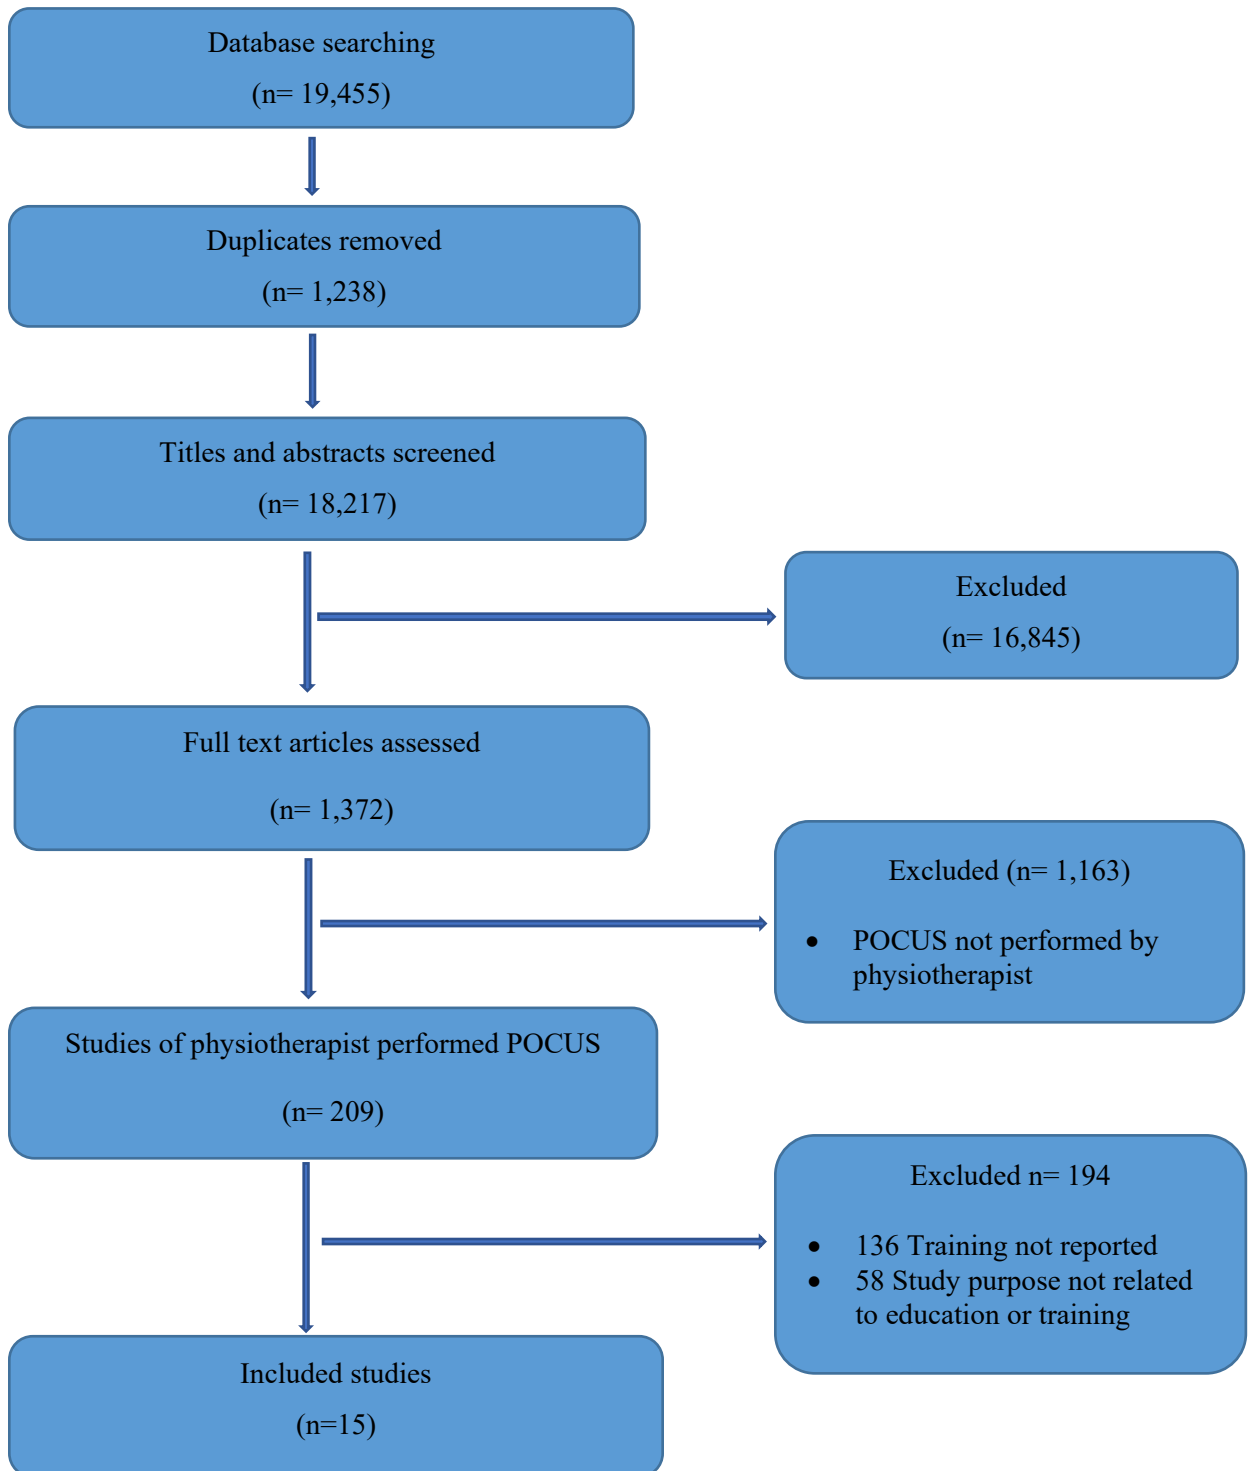 Database searching
(n= 19,455)
Duplicates removed
(n= 1,238)
Titles and abstracts screened
(n= 18,217)
Excluded
(n= 16,845)
Full text articles assessed
(n= 1,372)
Excluded (n= 1,163)
• POCUS not performed by
physiotherapist
Studies of physiotherapist performed POCUS
(n= 209)
Excluded n= 194
• 136 Training not reported
• 58 Study purpose not related
to education or training
Included studies
(n=15)